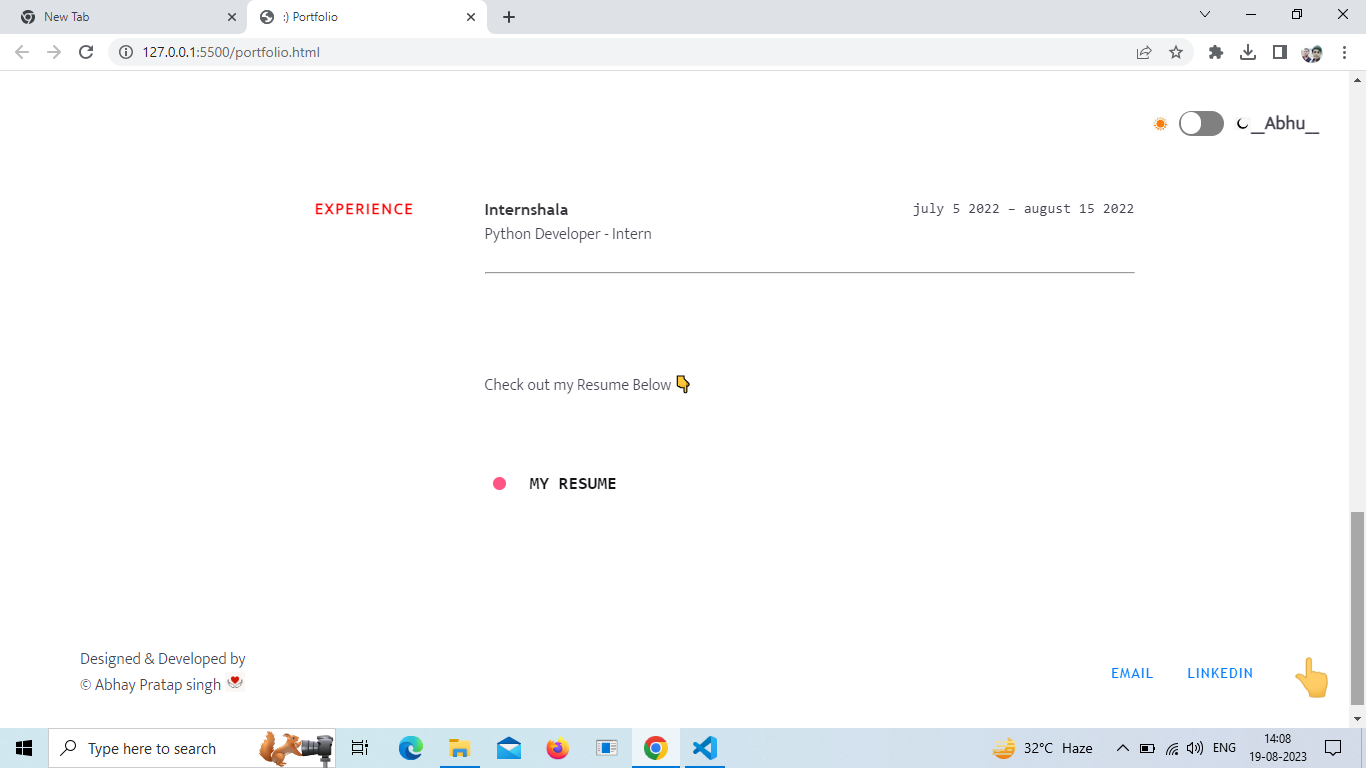 New Tab
:) Portfolio
127.0.0.1:5500/portfolio.html
__Abhu__
EXPERIENCE
Internshala
july 5 2022 – august 15 2022
Python Developer - Intern
Check out my Resume Below
MY RESUME
Designed & Developed by
© Abhay Pratap singh
EMAIL
LINKEDIN
Type here to search
32°C Haze
ENG
14:08
19-08-2023